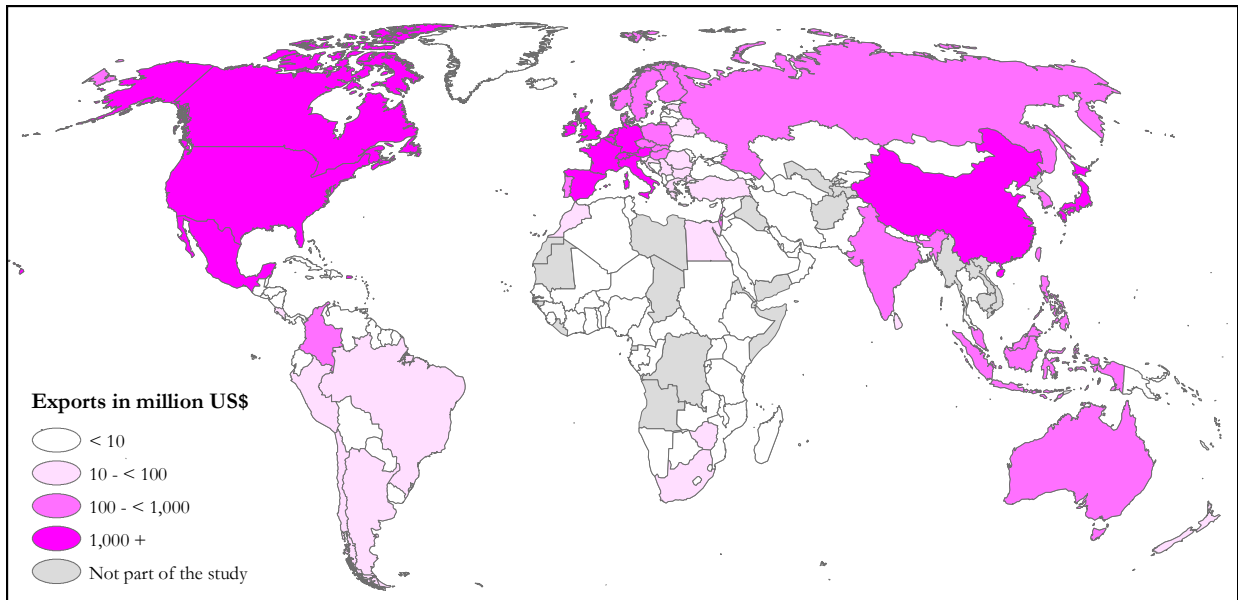 Exports in million US$
< 10
10 - < 100
100 - < 1,000
1,000 +
Not part of the study